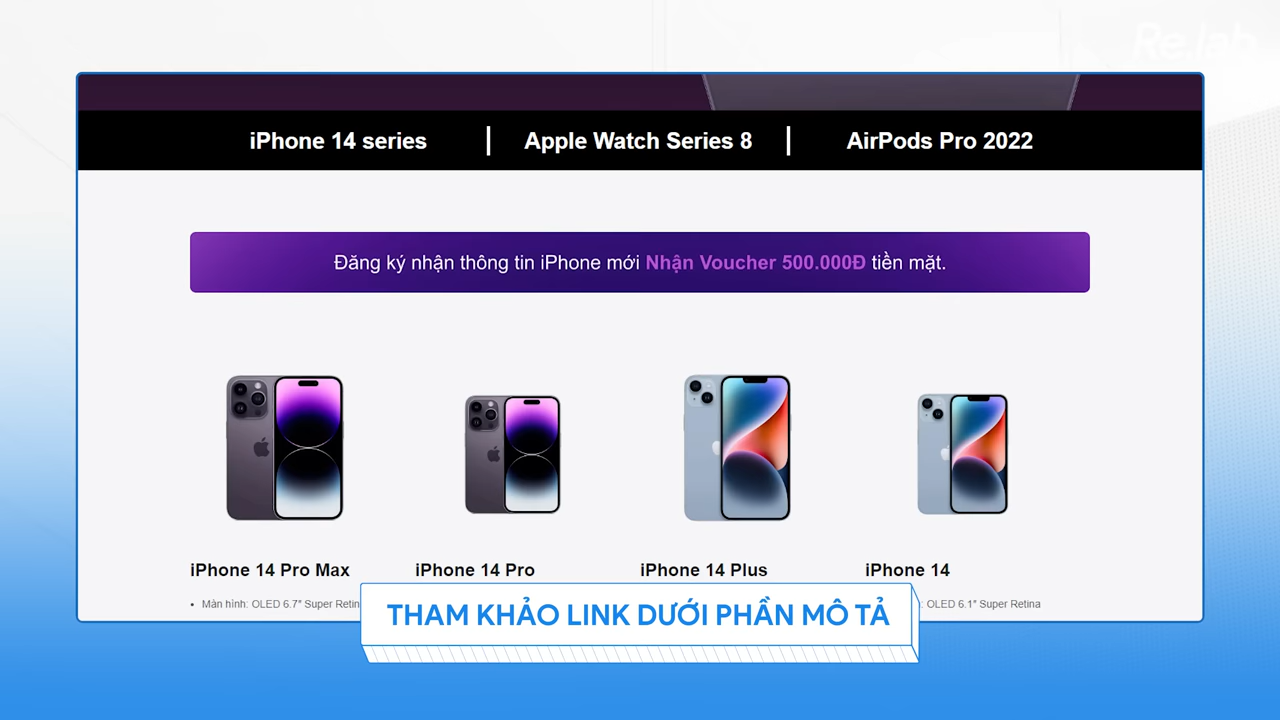 Re.lab
iPhone 14 series | Apple Watch Series 8 | AirPods Pro 2022
Đăng ký nhận thông tin iPhone mới Nhận Voucher 500.000Đ tiền mặt.
iPhone 14 Pro Max iPhone 14 Pro iPhone 14 Plus iPhone 14
• Màn hình: OLED 6.7" Super Retin : OLED 6.1" Super Retina
THAM KHẢO LINK DƯỚI PHẦN MÔ TẢ